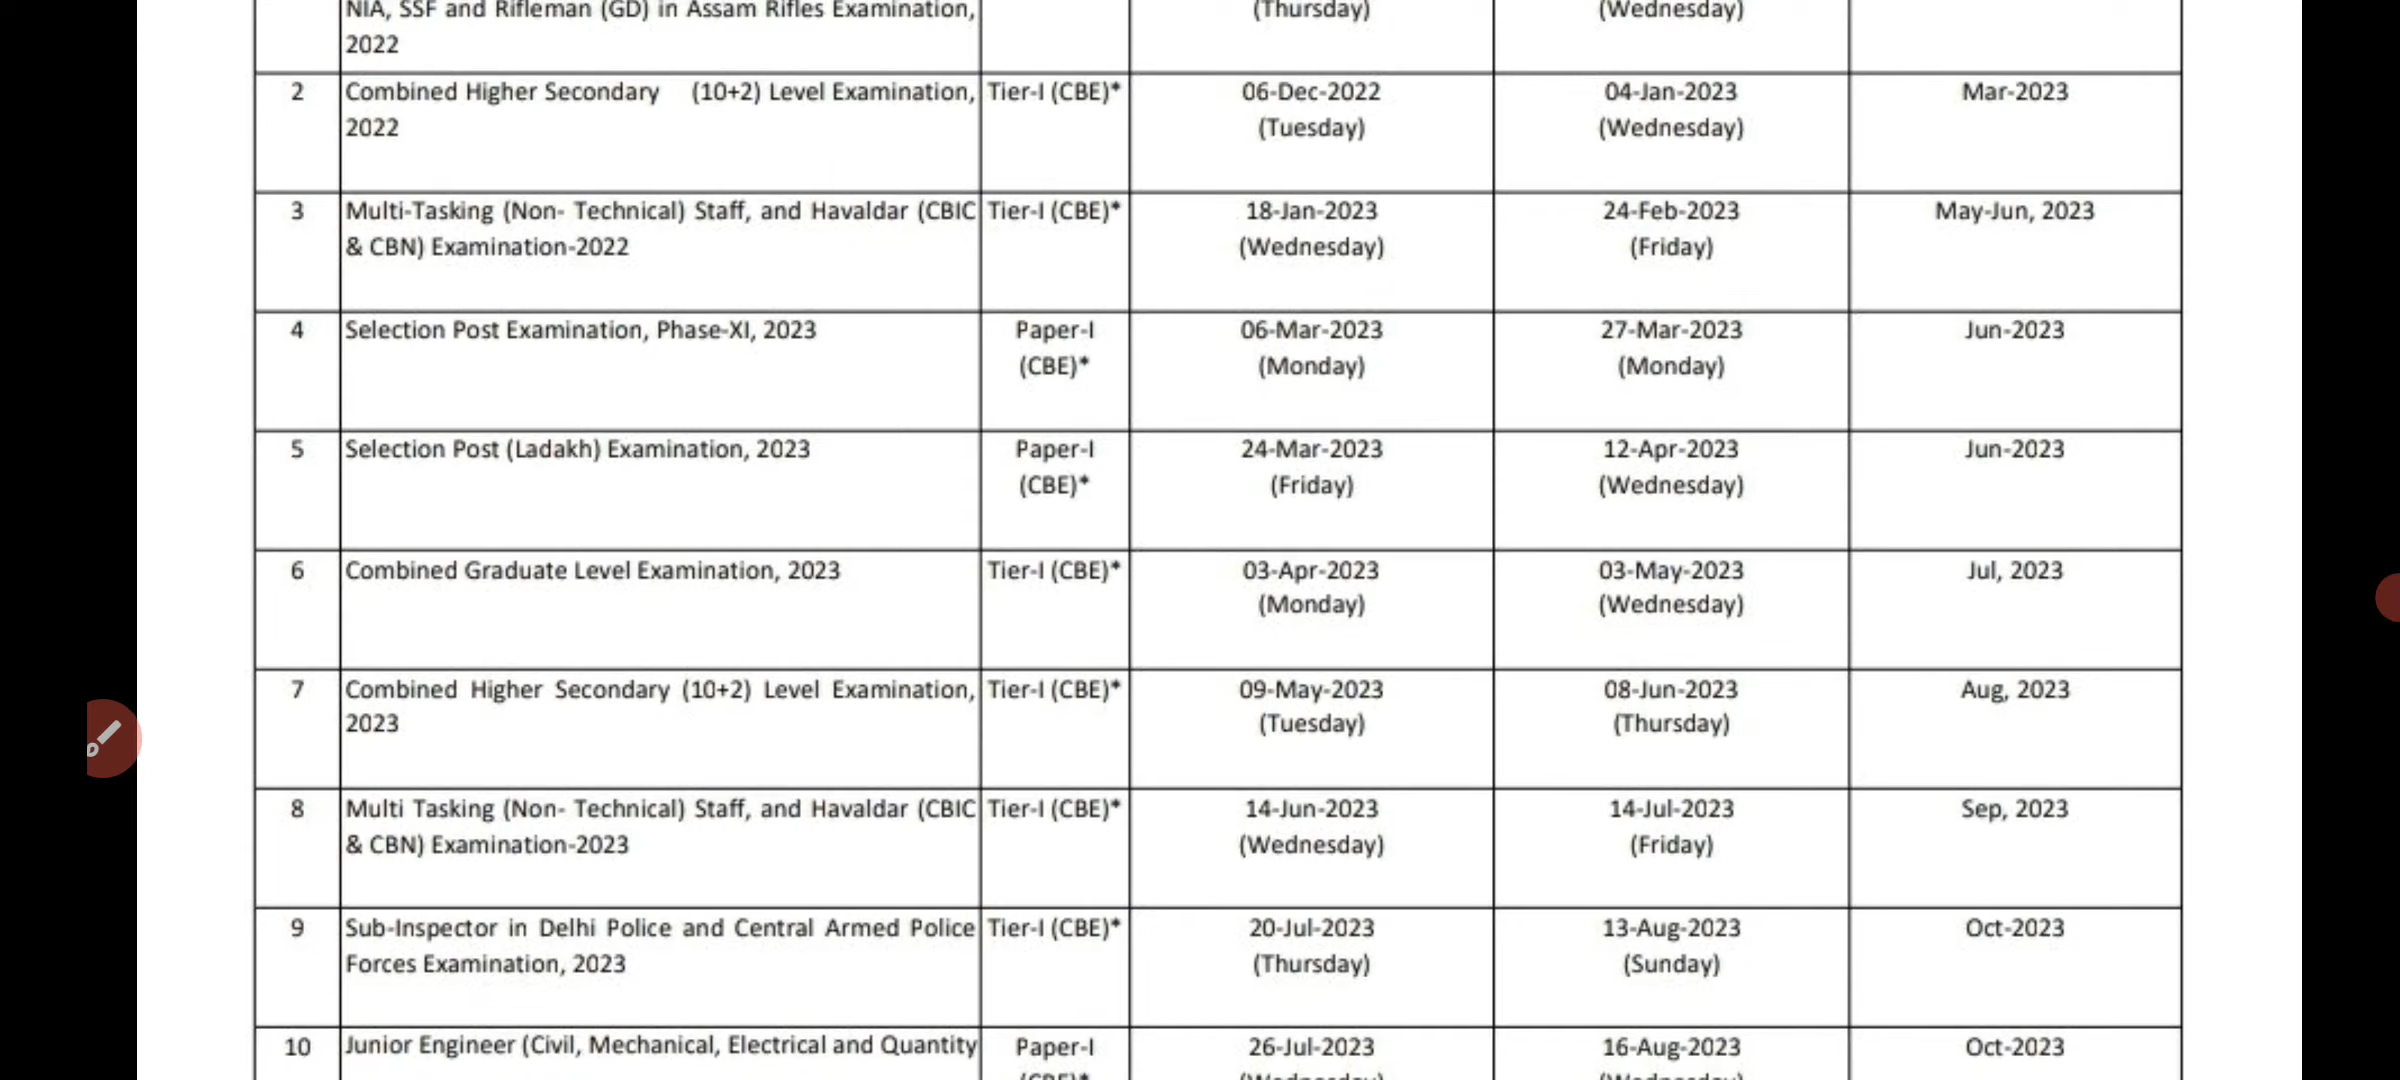 NIA, SSF and Rifleman (GD) in Assam Rifles Examination, (Thursday) (Wednesday)
2022
2 Combined Higher Secondary (10+2) Level Examination, Tier-I (CBE)* 06-Dec-2022 04-Jan-2023 Mar-2023
2022 (Tuesday) (Wednesday)
3 Multi-Tasking (Non- Technical) Staff, and Havaldar (CBIC Tier-I (CBE)* 18-Jan-2023 24-Feb-2023 May-Jun, 2023
& CBN) Examination-2022 (Wednesday) (Friday)
4 Selection Post Examination, Phase-XI, 2023 Paper-I 06-Mar-2023 27-Mar-2023 Jun-2023
(CBE)* (Monday) (Monday)
5 Selection Post (Ladakh) Examination, 2023 Paper-I 24-Mar-2023 12-Apr-2023 Jun-2023
(CBE)* (Friday) (Wednesday)
6 Combined Graduate Level Examination, 2023 Tier-I (CBE)* 03-Apr-2023 03-May-2023 Jul, 2023
(Monday) (Wednesday)
7 Combined Higher Secondary (10+2) Level Examination, Tier-I (CBE)* 09-May-2023 08-Jun-2023 Aug, 2023
2023 (Tuesday) (Thursday)
8 Multi Tasking (Non- Technical) Staff, and Havaldar (CBIC Tier-I (CBE)* 14-Jun-2023 14-Jul-2023 Sep, 2023
& CBN) Examination-2023 (Wednesday) (Friday)
9 Sub-Inspector in Delhi Police and Central Armed Police Tier-I (CBE)* 20-Jul-2023 13-Aug-2023 Oct-2023
Forces Examination, 2023 (Thursday) (Sunday)
10 Junior Engineer (Civil, Mechanical, Electrical and Quantity Paper-I 26-Jul-2023 16-Aug-2023 Oct-2023
(CBE)* (Wednesday) (Wednesday)